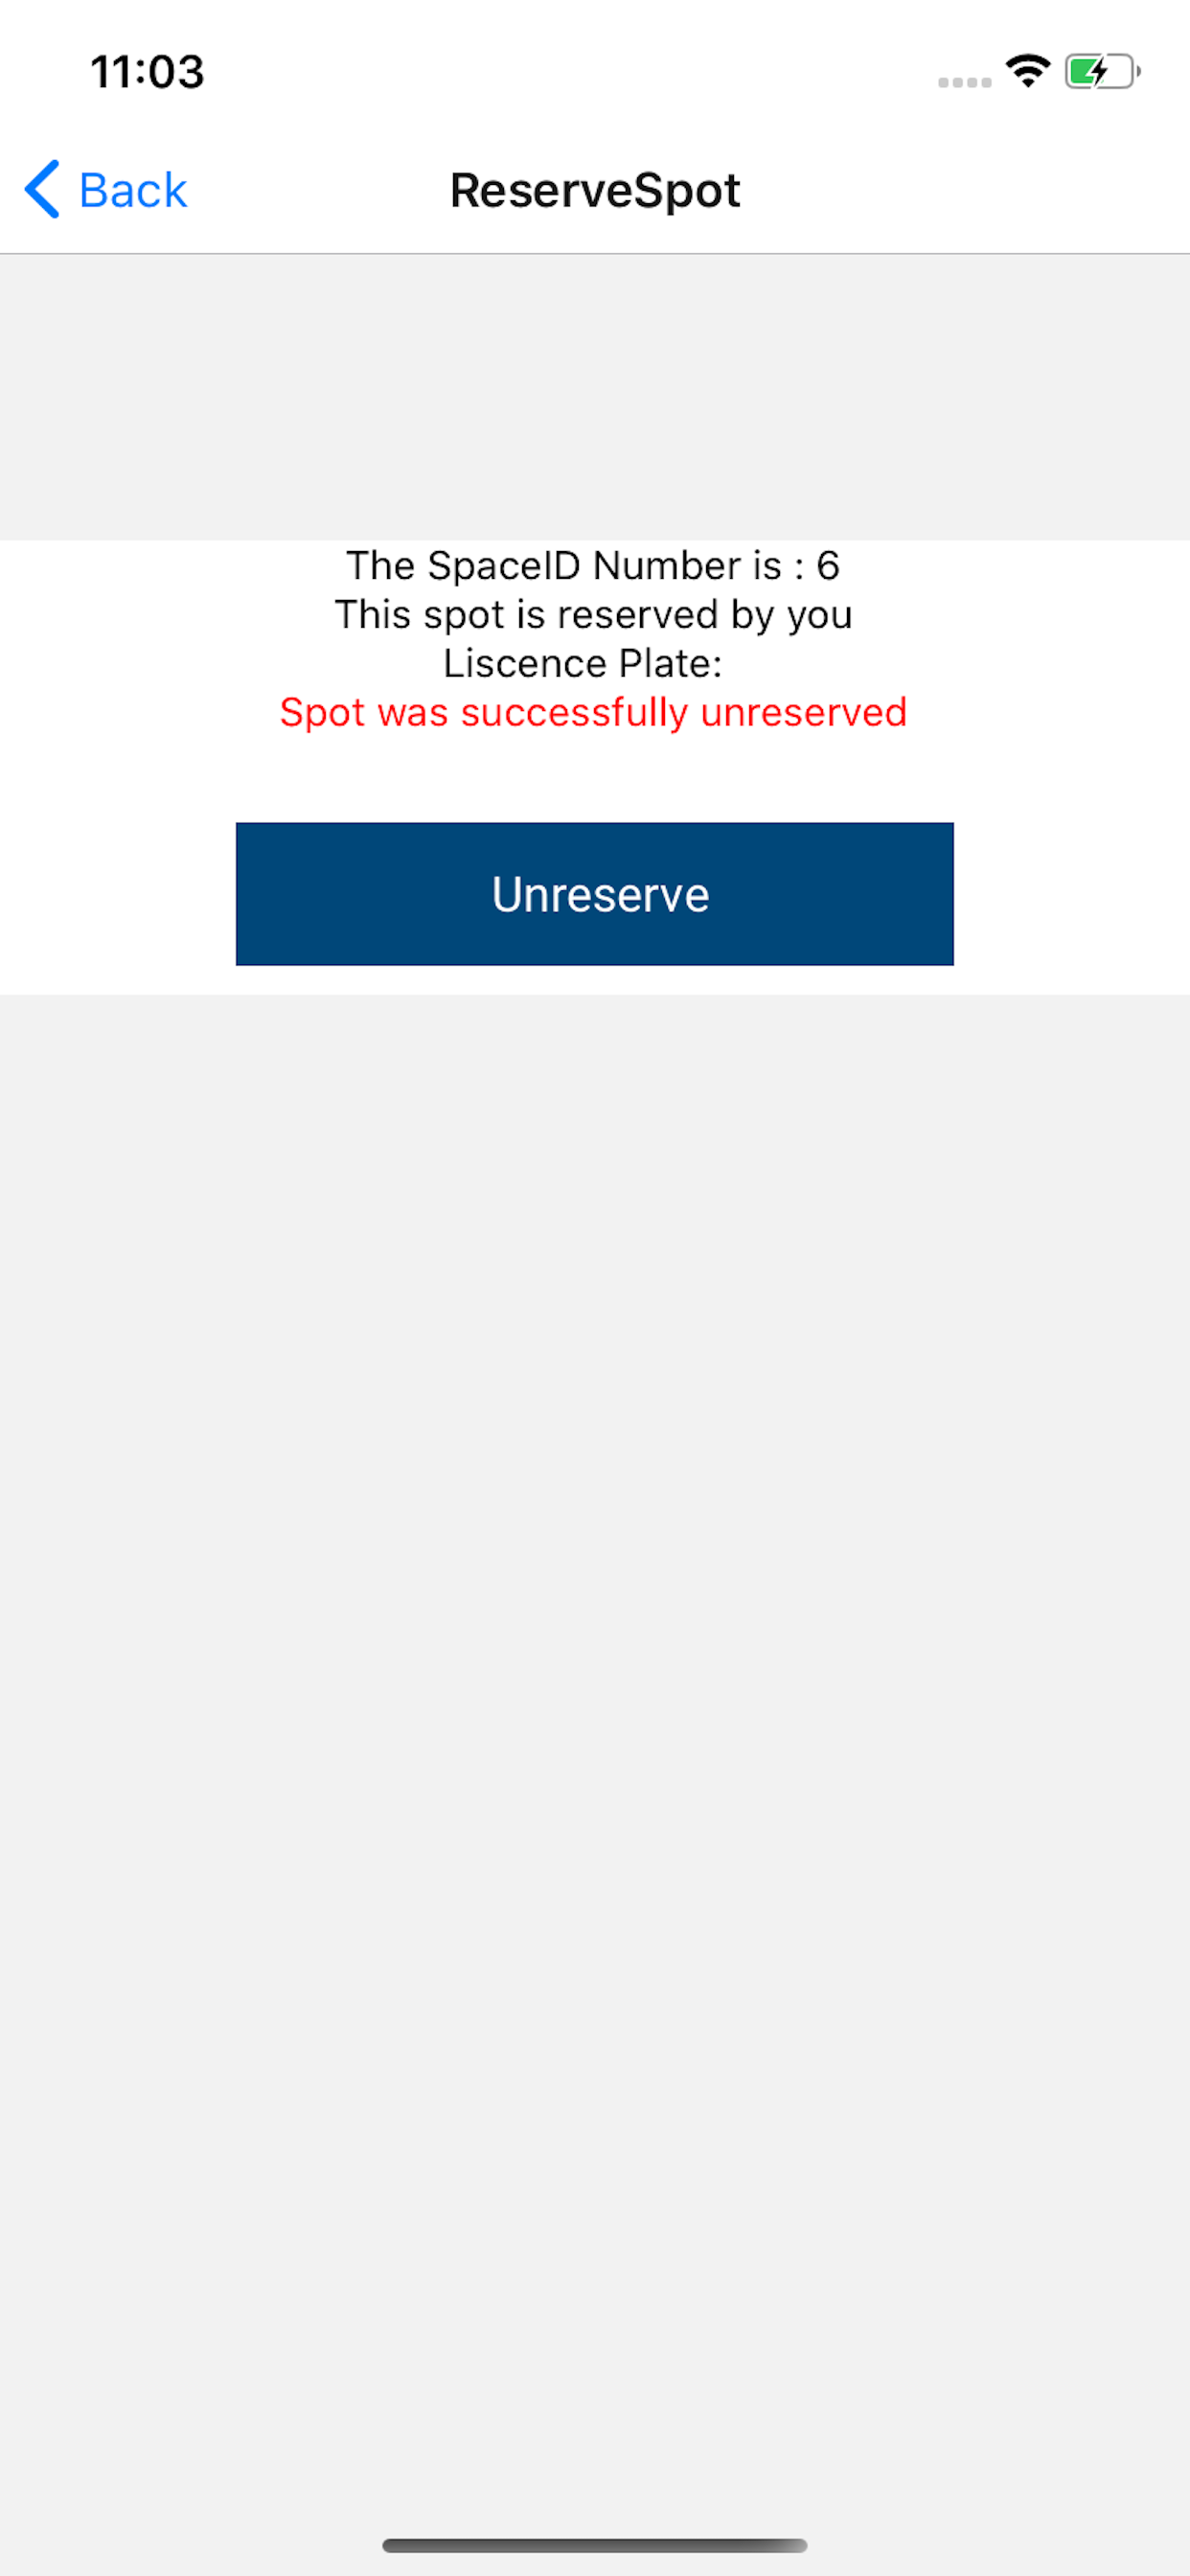 11:03
Back
ReserveSpot
The SpaceID Number is : 6
This spot is reserved by you
Liscence Plate:
Spot was successfully unreserved
Unreserve